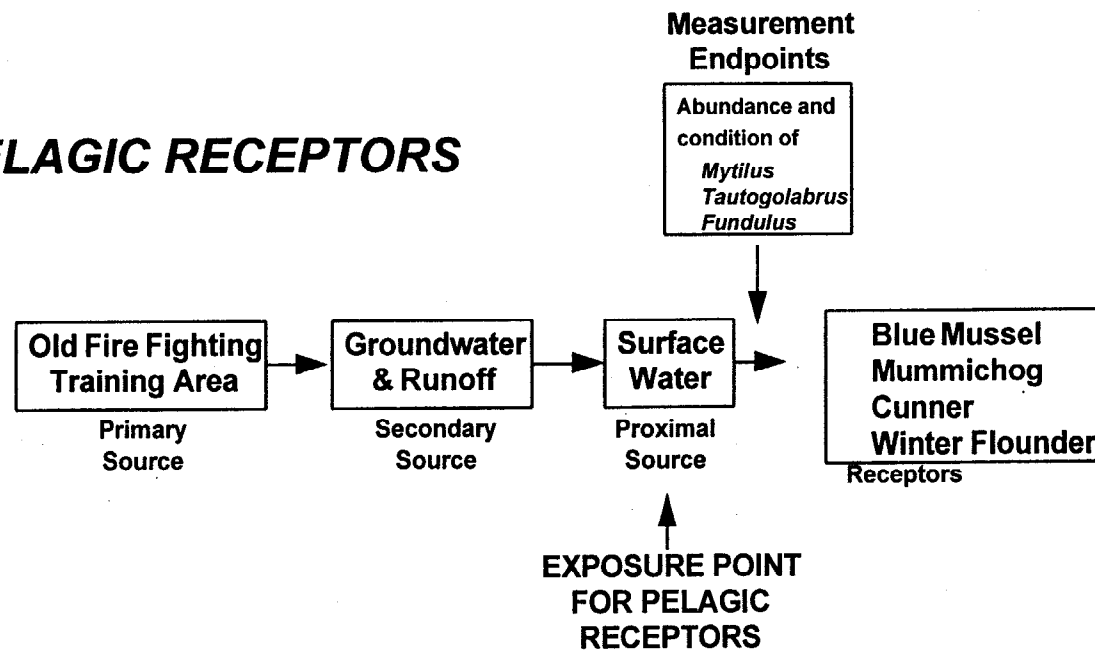 Measurement
Endpoints
Abundance and
condition of
Mytilus
Tautogolabrus
Fundulus
ELAGIC RECEPTORS
Old Fire Fighting
Training Area
Primary
Source
Groundwater
& Runoff
Secondary
Source
Surface
Water
Proximal
Source
Blue Mussel
Mummichog
Cunner
Winter Flounder
Receptors
EXPOSURE POINT
FOR PELAGIC
RECEPTORS